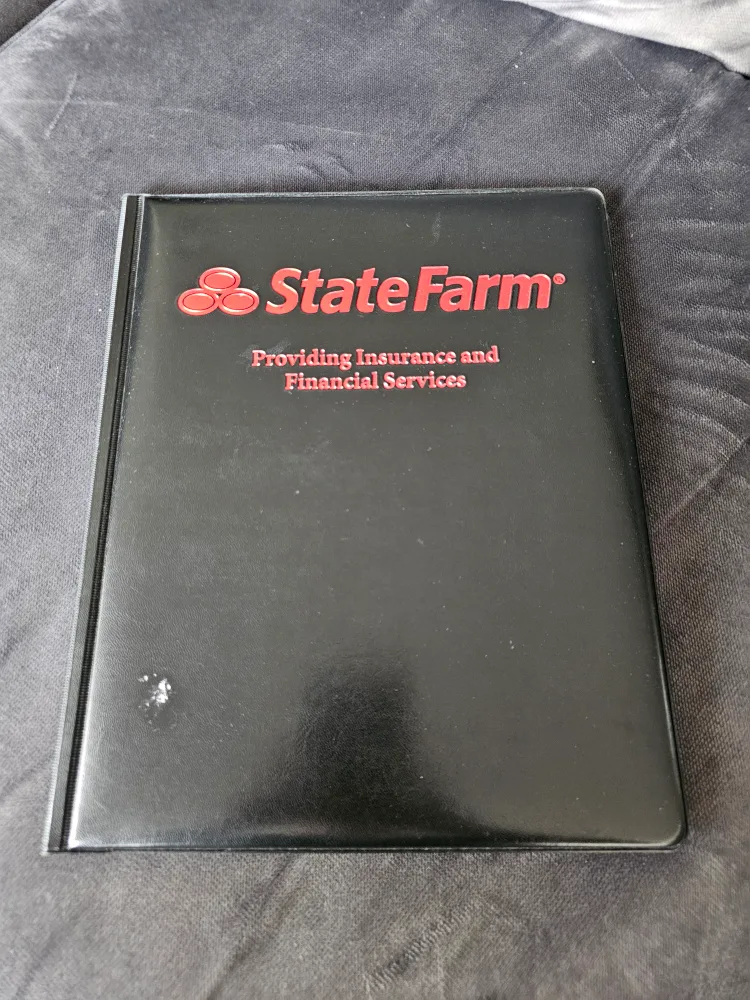 State Farm®
Providing Insurance and
Financial Services